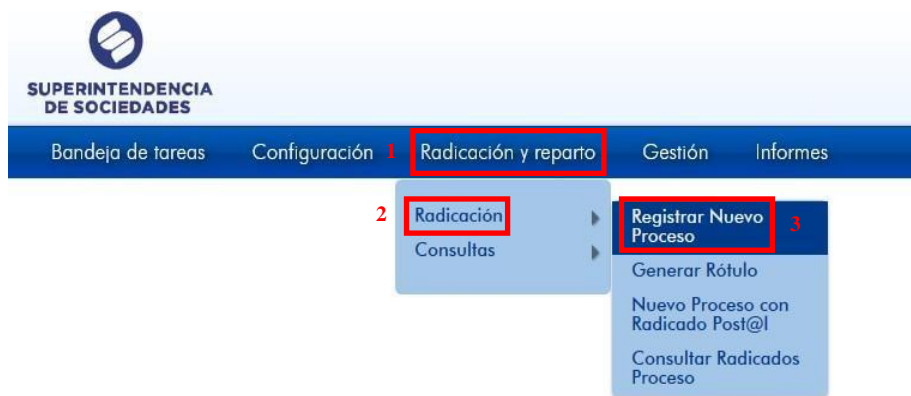 SUPERINTENDENCIA
DE SOCIEDADES
Bandeja de tareas Configuración 1 Radicación y reparto Gestión Informes
2 Radicación
Consultas
Registrar Nuevo
Proceso
3
Generar Rótulo
Nuevo Proceso con
Radicado Post@l
Consultar Radicados
Proceso